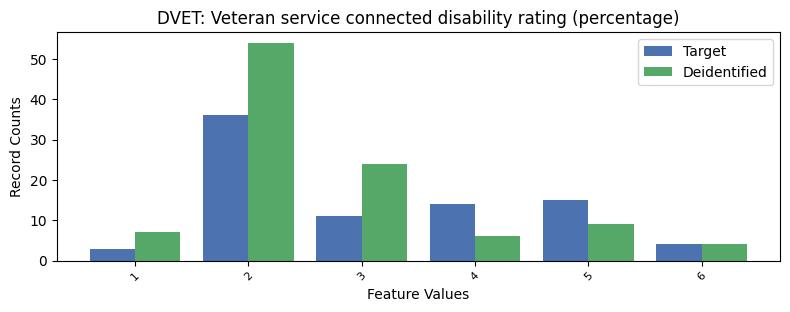 DVET: Veteran service connected disability rating (percentage)
Target
Deidentified
Record Counts
50
40
30
20
10
0
1
2
3
4
5
6
Feature Values